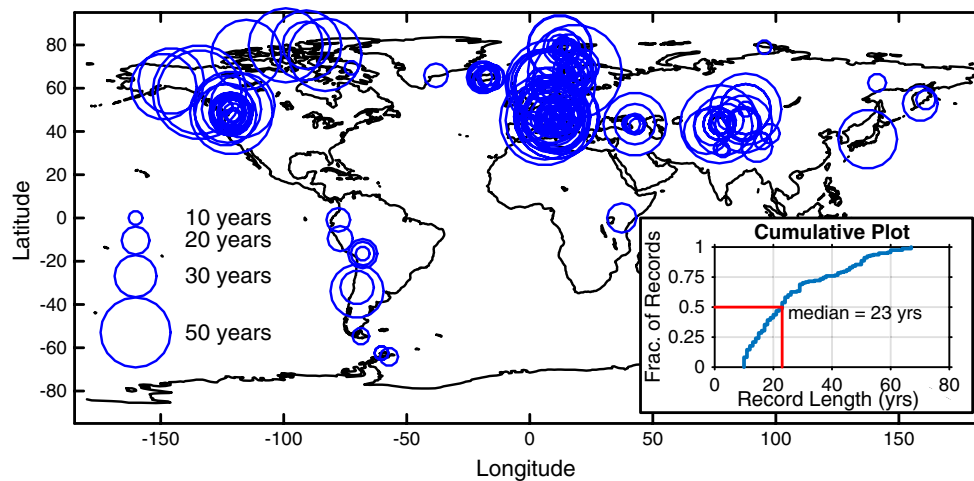 80
60
40
20
0
-20
-40
-60
-80
Latitude
10 years
20 years
30 years
50 years
-150
-100
-50
0
50
100
150
Longitude
Cumulative Plot
1
0.75
0.5
0.25
0
Frac. of Records
median = 23 yrs
0
20
40
60
80
Record Length (yrs)